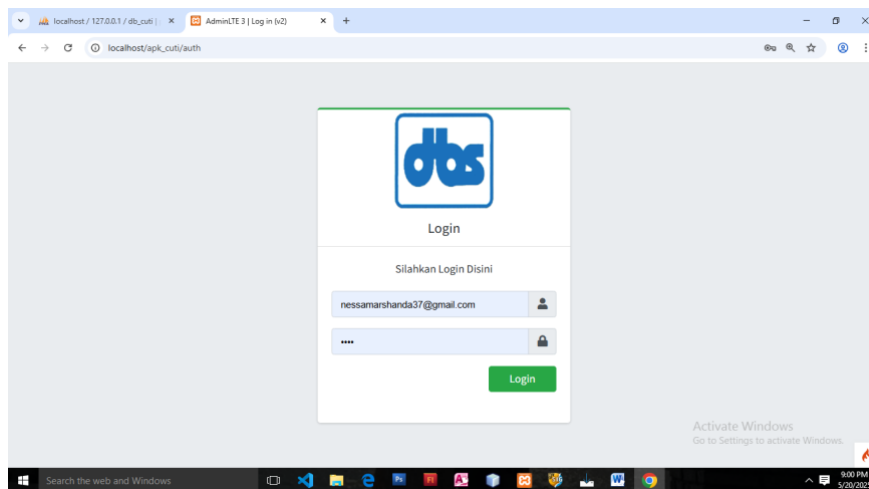 localhost / 127.0.0.1 / db_cuti |
AdminLTE 3 | Log in (v2)
localhost/apk_cuti/auth
dbs
Login
Silahkan Login Disini
nessamarshanda37@gmail.com
Login
Activate Windows
Go to Settings to activate Windows.
Search the web and Windows
9:00 PM